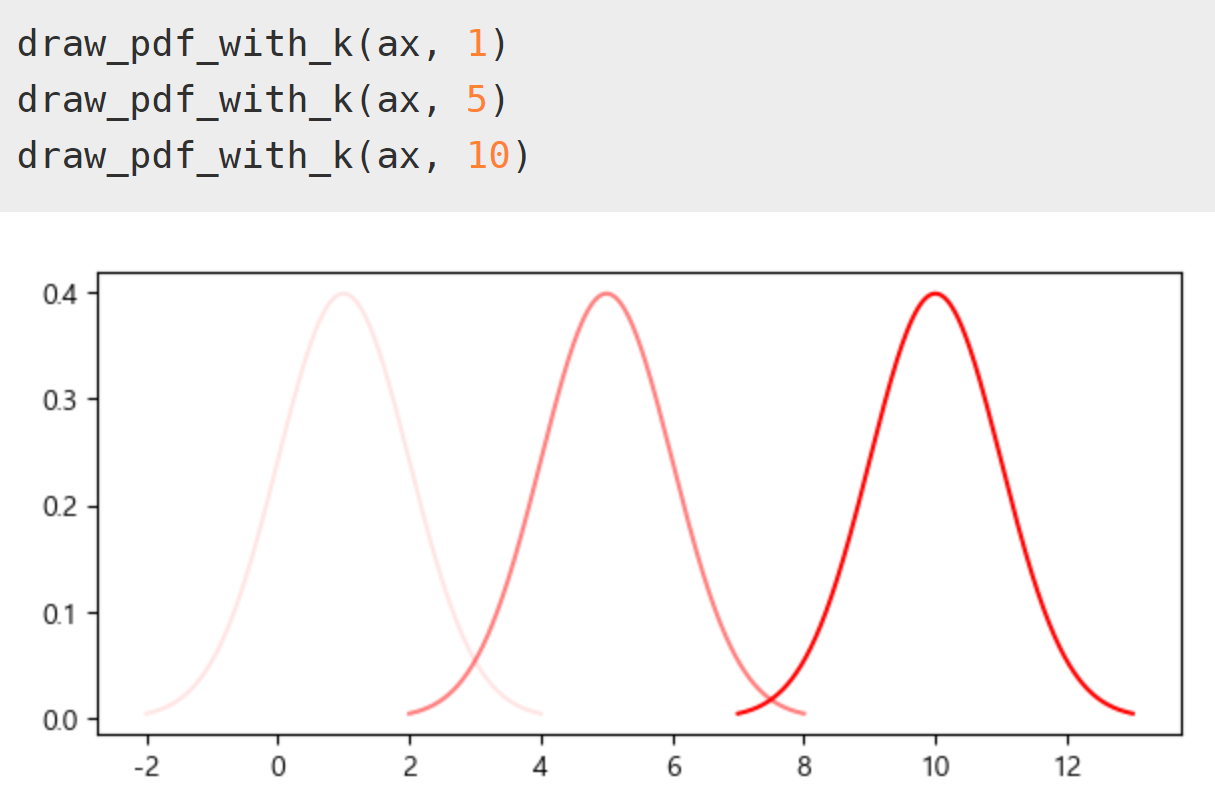 draw_pdf_with_k(ax, 1)
draw_pdf_with_k(ax, 5)
draw_pdf_with_k(ax, 10)
0.4
0.3
0.2
0.1
0.0
-2 0 2 4 6 8 10 12